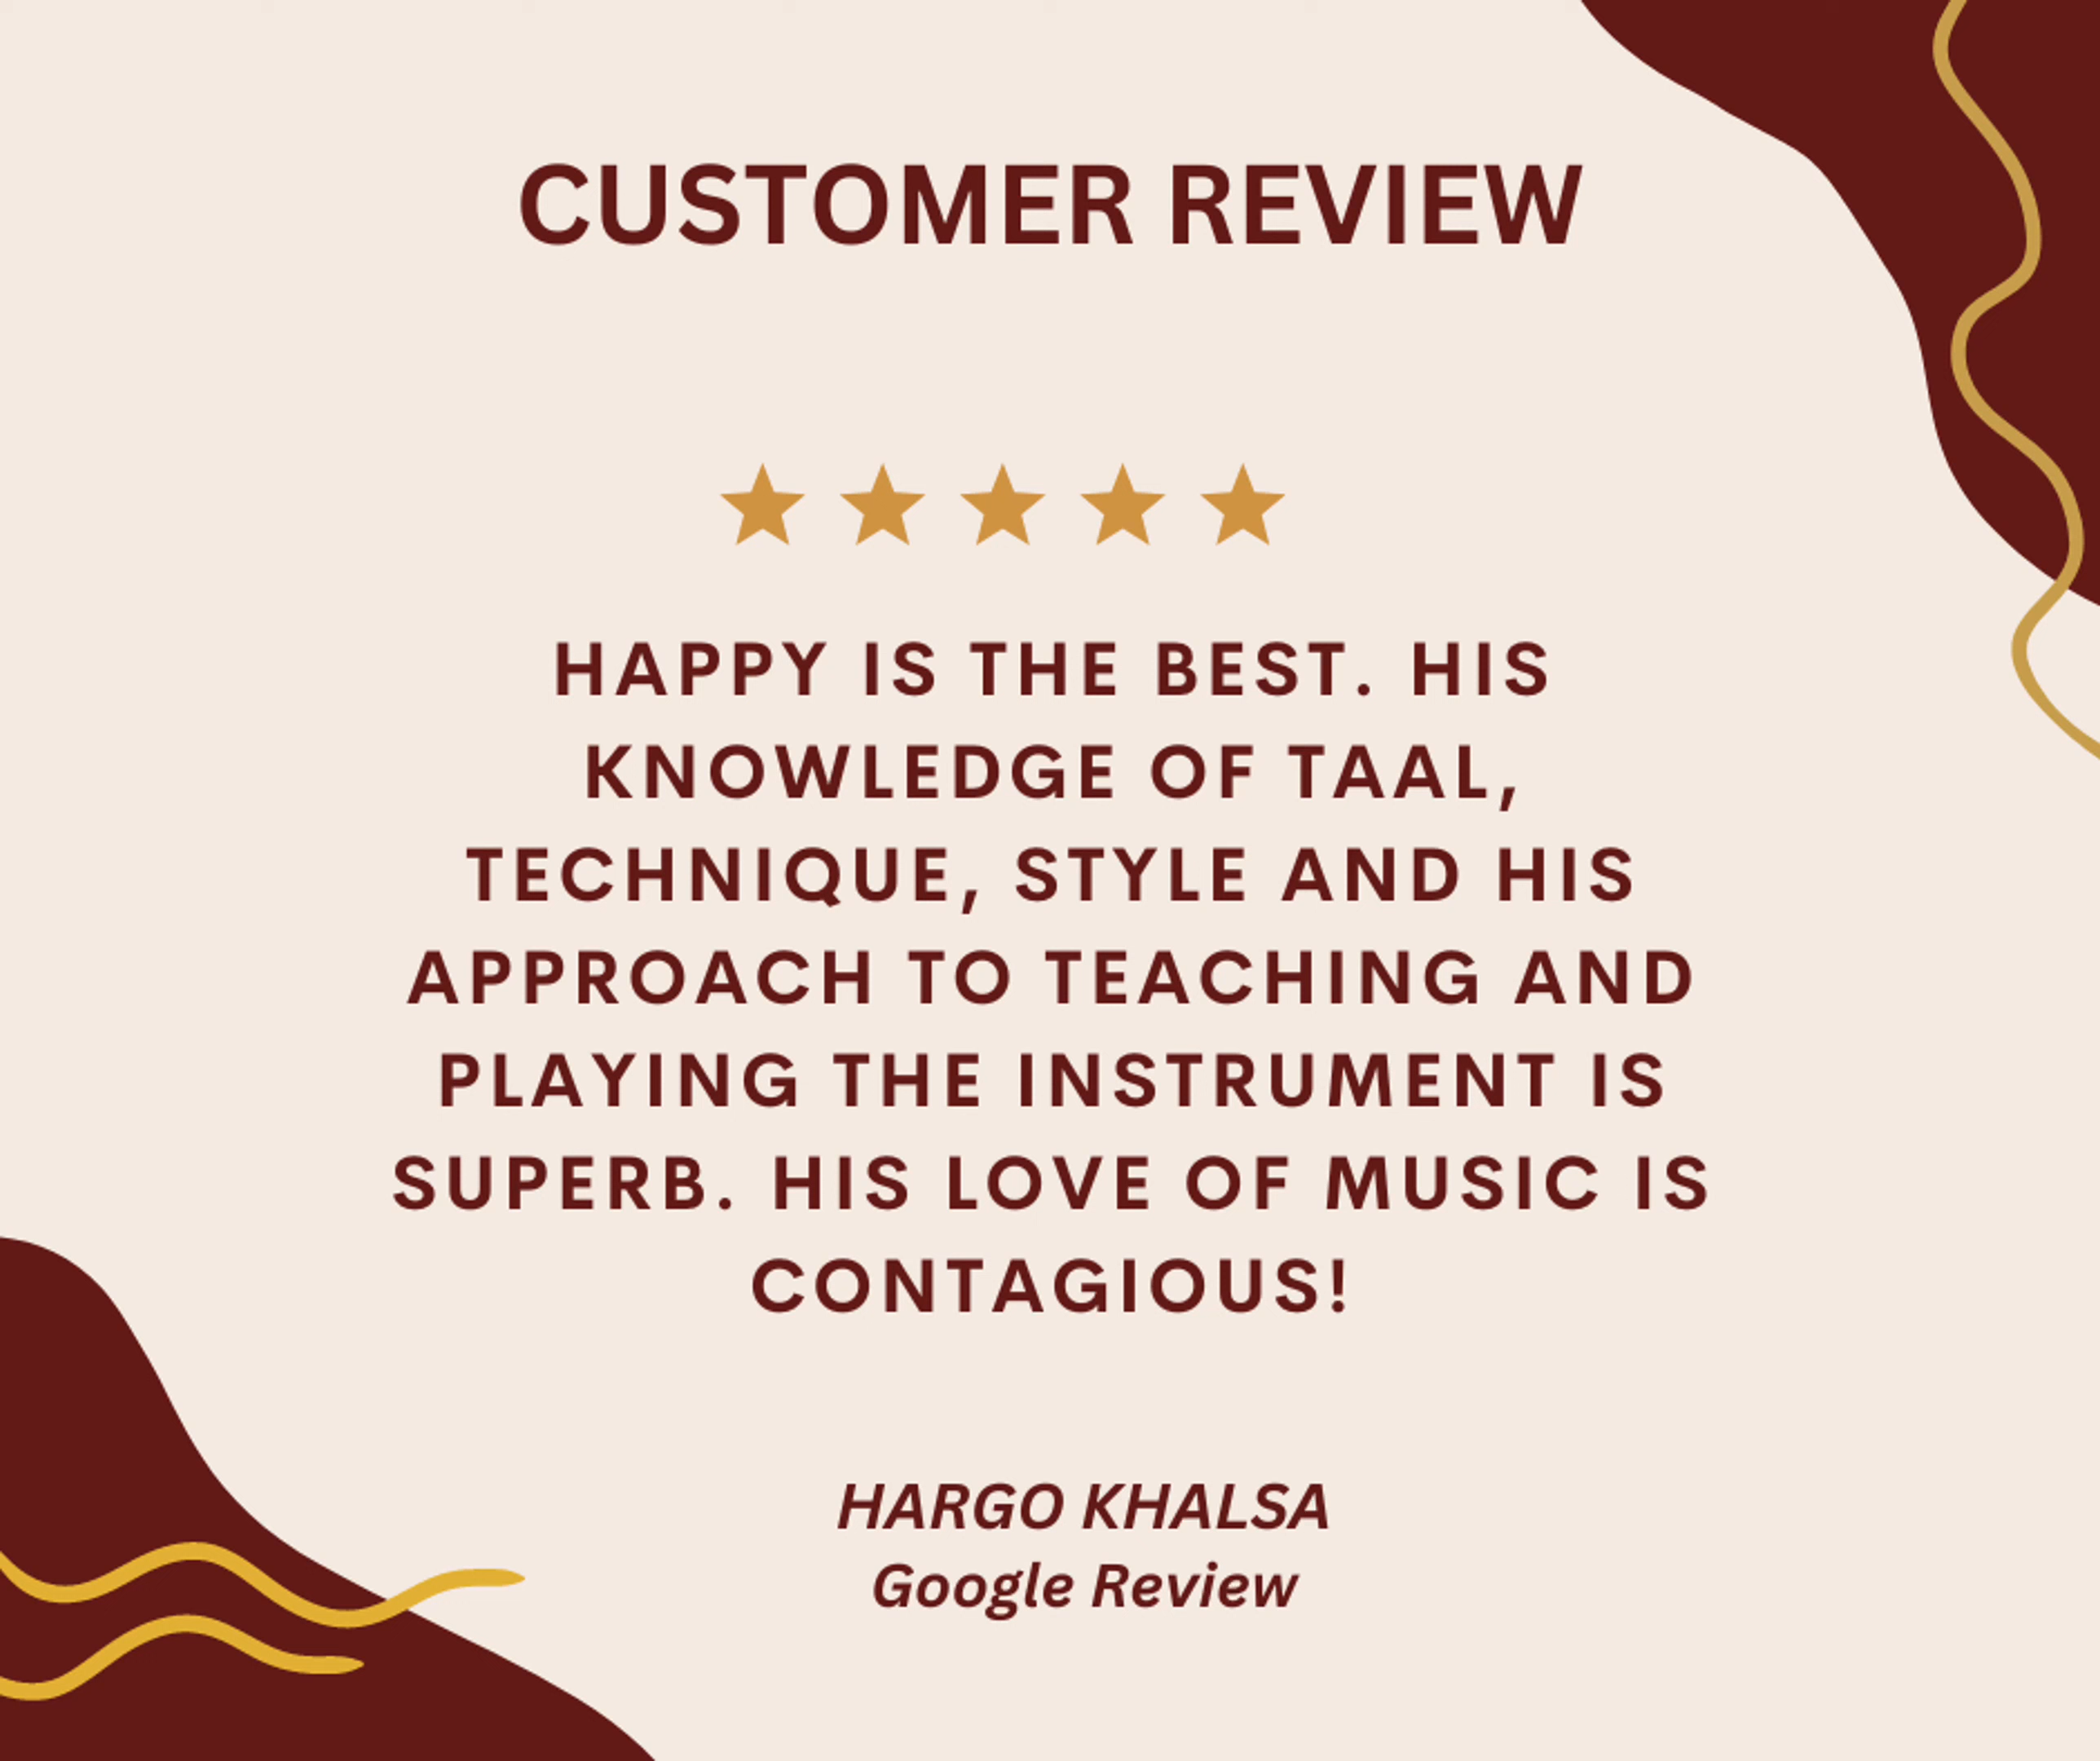 CUSTOMER REVIEW
HAPPY IS THE BEST. HIS
KNOWLEDGE OF TAAL,
TECHNIQUE, STYLE AND HIS
APPROACH TO TEACHING AND
PLAYING THE INSTRUMENT IS
SUPERB. HIS LOVE OF MUSIC IS
CONTAGIOUS!
HARGO KHALSA
Google Review